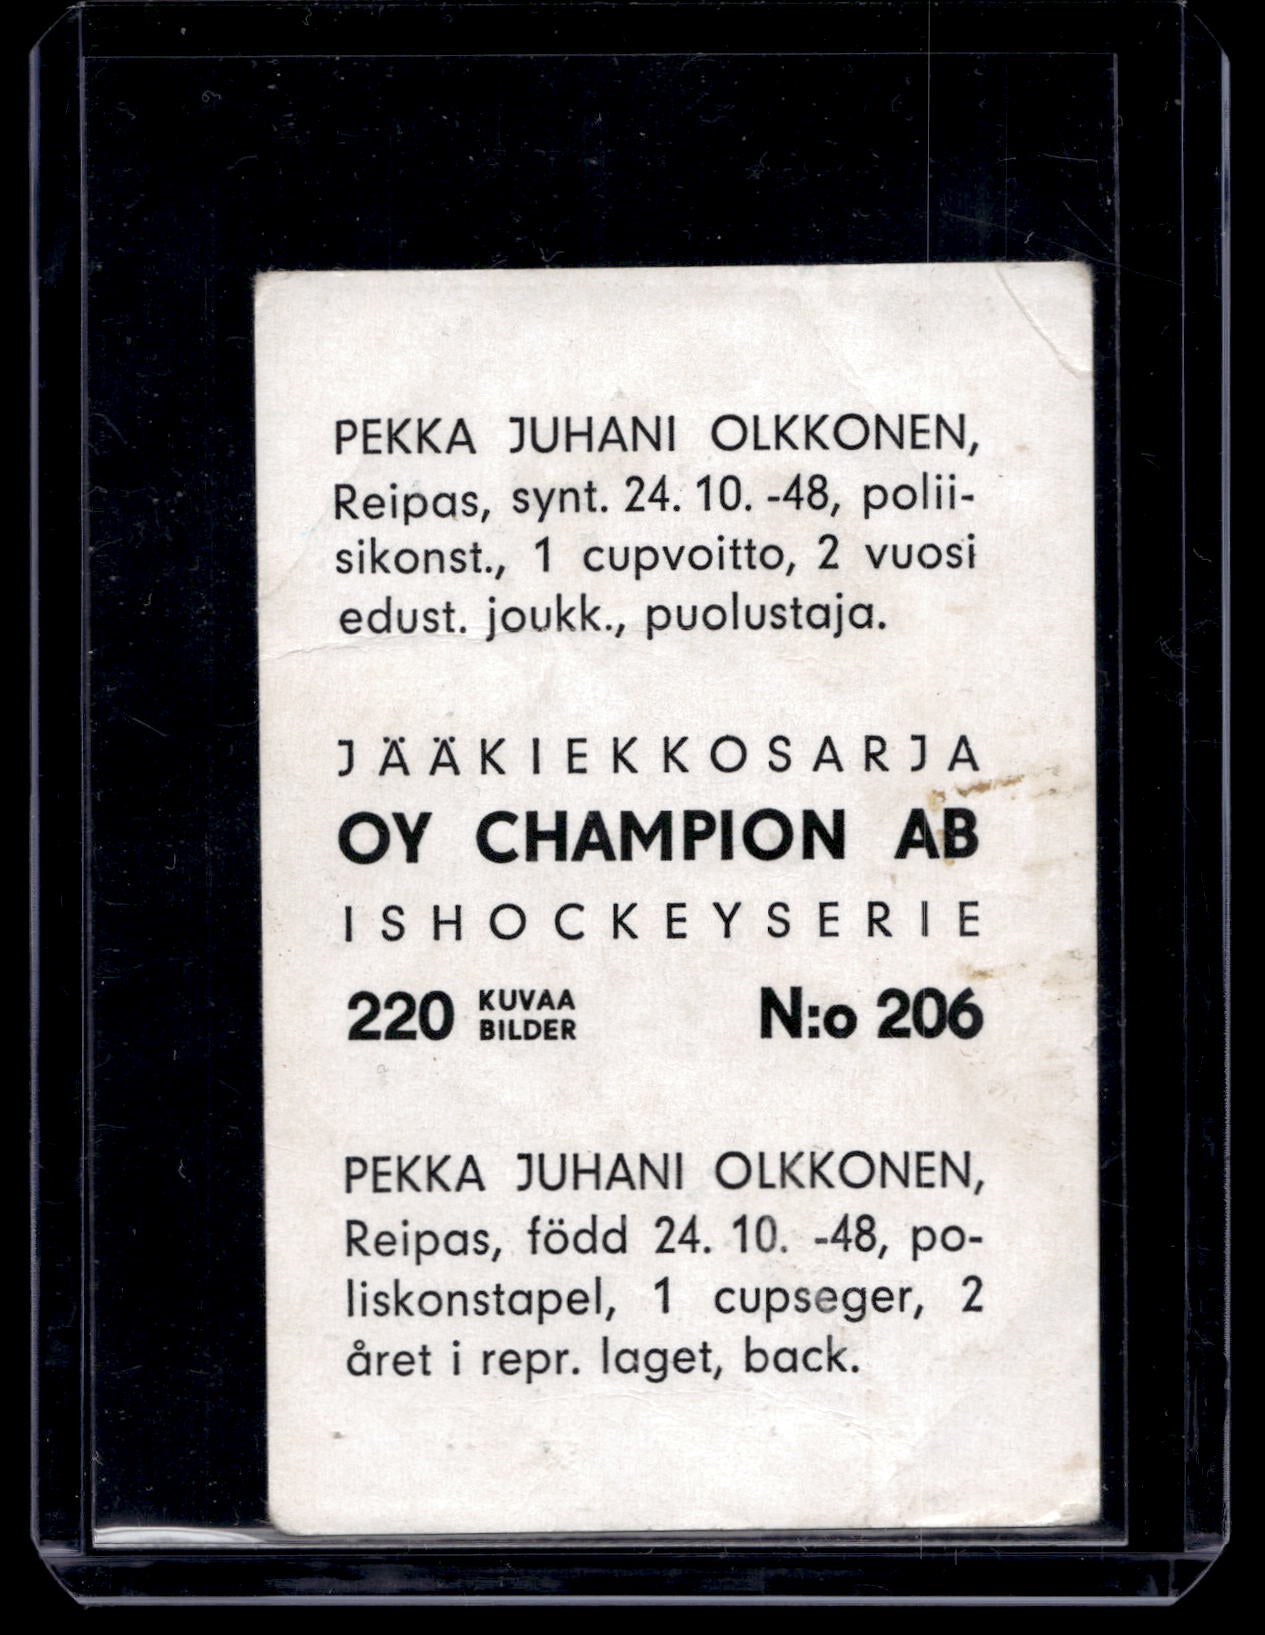 PEKKA JUHANI OLKKONEN,
Reipas, synt. 24. 10. -48, polii-
sikonst., 1 cupvoitto, 2 vuosi
edust. joukk., puolustaja.
JÄÄKIEKKOSARJA
OY CHAMPION AB
ISHOCKEYSERIE
220 KUVAA
BILDER
N:o 206
PEKKA JUHANI OLKKONEN,
Reipas, född 24. 10. -48, po-
liskonstapel, 1 cupseger, 2
året i repr. laget, back.